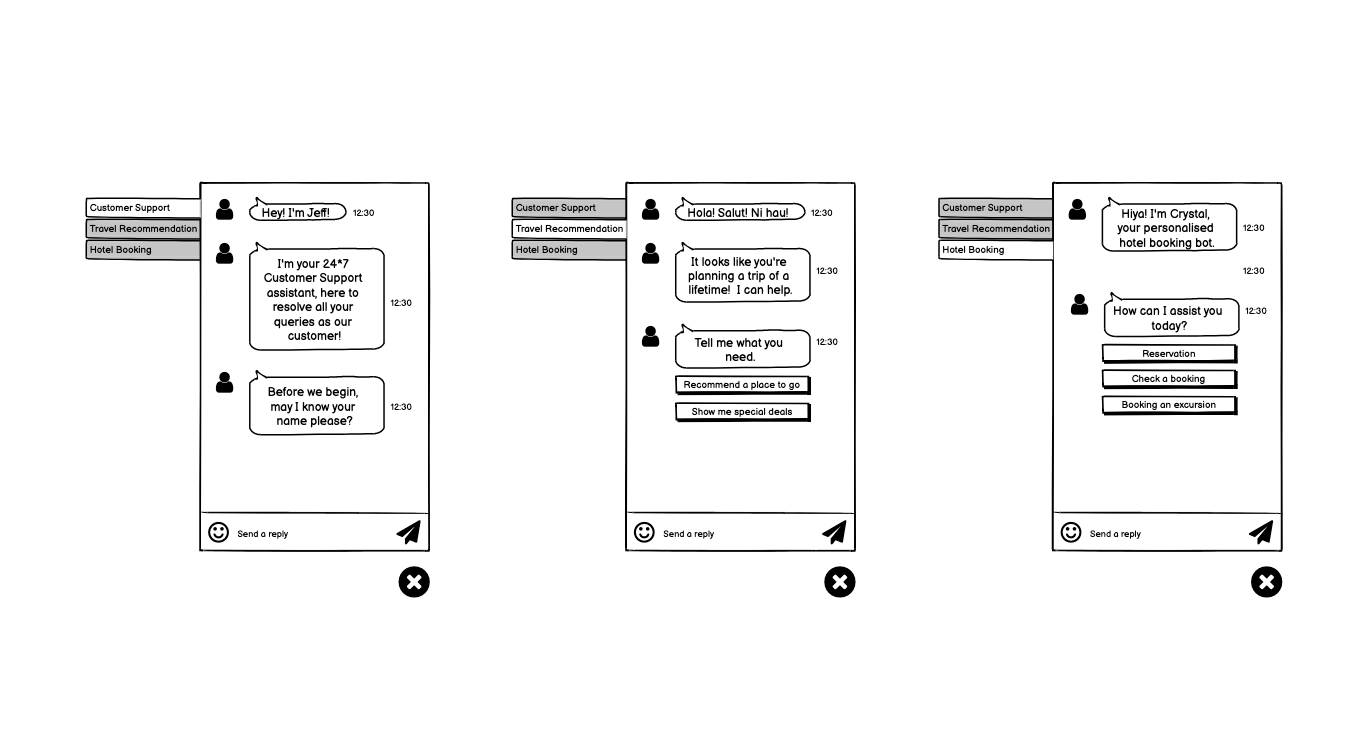 Customer Support
Travel Recommendation
Hotel Booking
Hey! I'm Jeff!
12:30
I'm your 24*7
Customer Support
assistant, here to
resolve all your
queries as our
customer!
12:30
Before we begin,
may I know your
name please?
12:30
Send a reply
Customer Support
Travel Recommendation
Hotel Booking
Hola! Salut! Ni hau!
12:30
It looks like you're
planning a trip of a
lifetime! I can help.
12:30
Tell me what you
need.
12:30
Recommend a place to go
Show me special deals
Send a reply
Customer Support
Travel Recommendation
Hotel Booking
Hiya! I'm Crystal,
your personalised
hotel booking bot.
12:30
12:30
How can I assist you
today?
12:30
Reservation
Check a booking
Booking an excursion
Send a reply